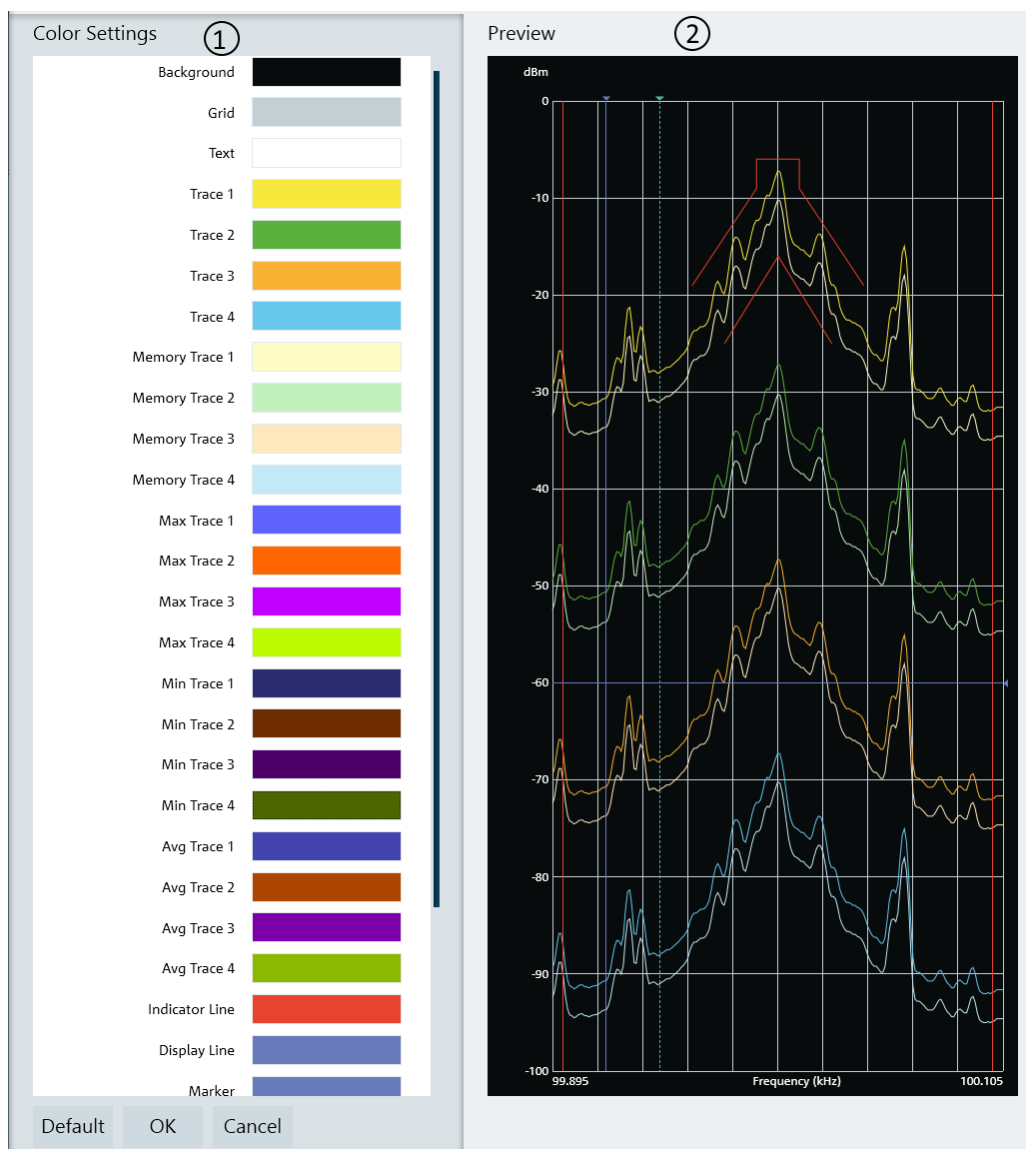 Color Settings
①
Background
Grid
Text
Trace 1
Trace 2
Trace 3
Trace 4
Memory Trace 1
Memory Trace 2
Memory Trace 3
Memory Trace 4
Max Trace 1
Max Trace 2
Max Trace 3
Max Trace 4
Min Trace 1
Min Trace 2
Min Trace 3
Min Trace 4
Avg Trace 1
Avg Trace 2
Avg Trace 3
Avg Trace 4
Indicator Line
Display Line
Marker
Default OK Cancel
Preview
②
dBm
0
-10
-20
-30
-40
-50
-60
-70
-80
-90
-100
99.895 Frequency (kHz) 100.105